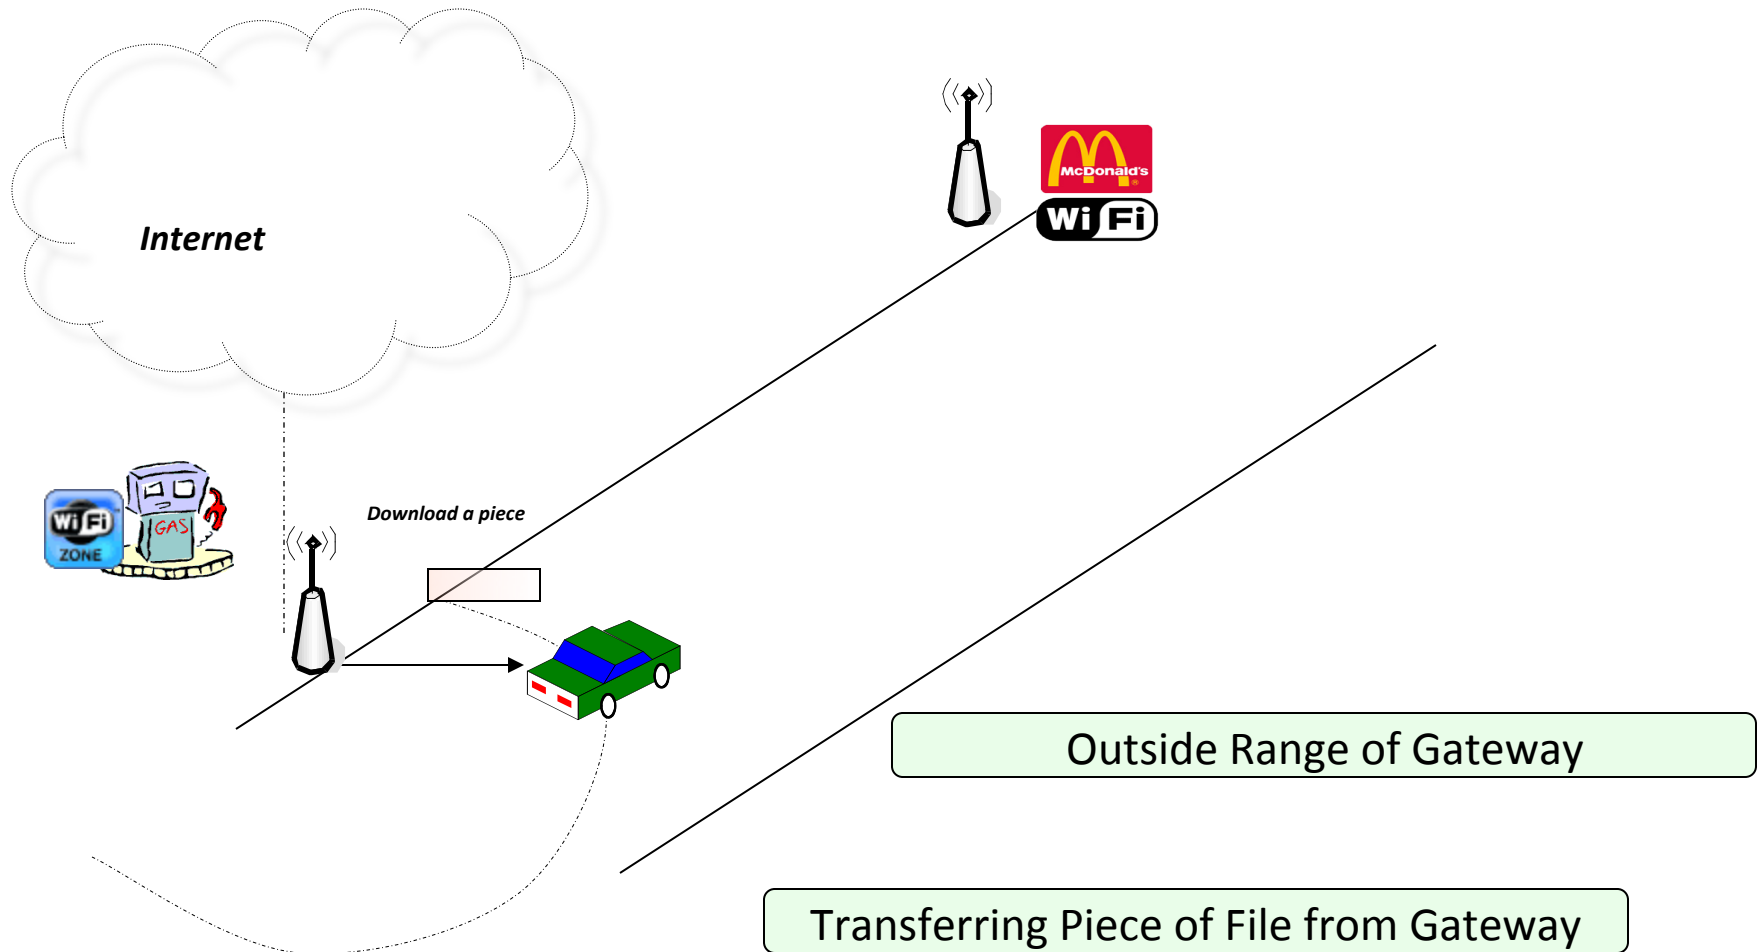 McDonald's
®
Wi Fi
Internet
Wi Fi
ZONE
GAS
Download a piece
Outside Range of Gateway
Transferring Piece of File from Gateway